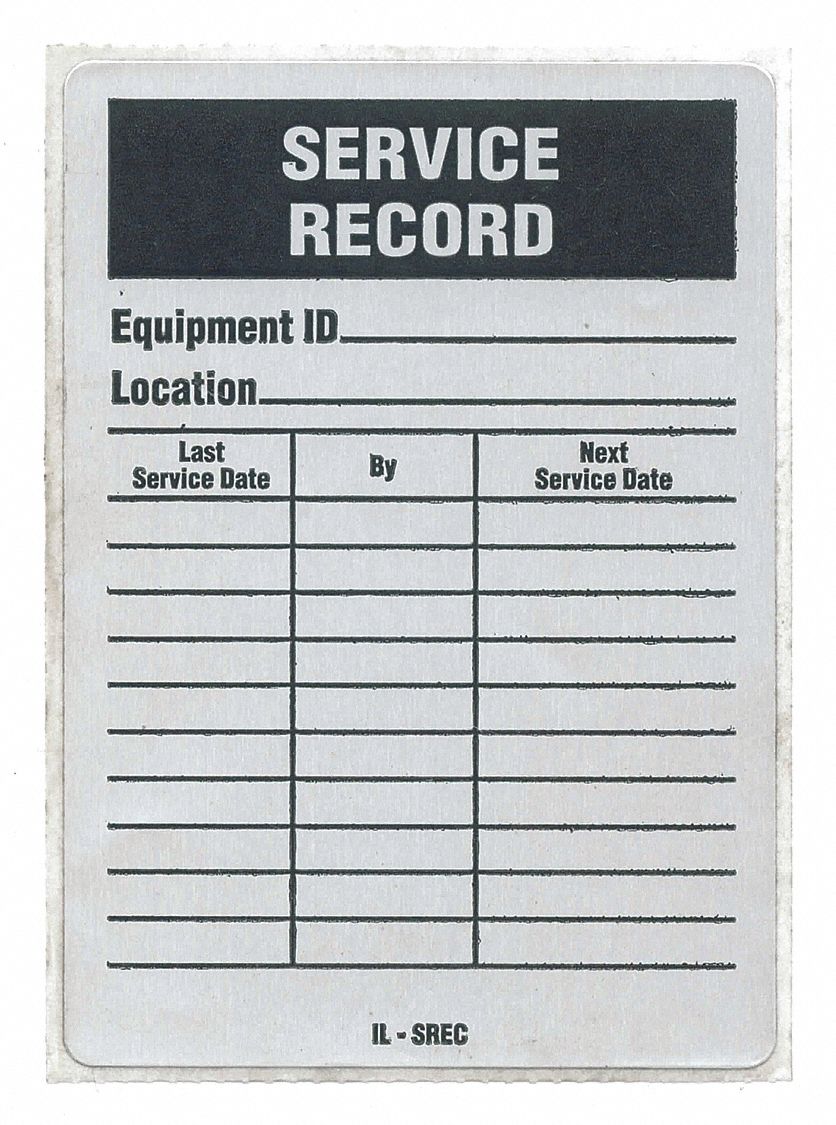 SERVICE
RECORD
Equipment ID
Location
Last
Service Date
By
Next
Service Date
IL - SREC